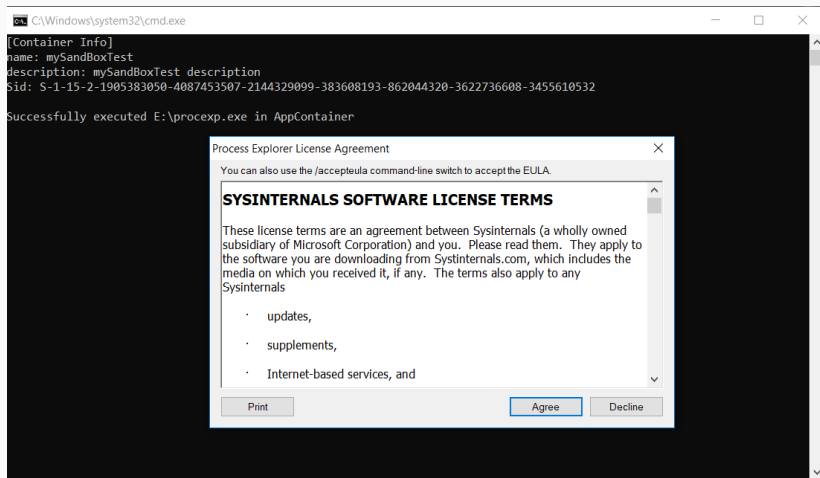 C:\Windows\system32\cmd.exe
[Container Info]
name: mySandBoxTest
description: mySandBoxTest description
Sid: S-1-15-2-1905383050-4087453507-2144329099-383608193-862044320-3622736608-3455610532
Successfully executed E:\procexp.exe in AppContainer
Process Explorer License Agreement
You can also use the /accepteula command-line switch to accept the EULA.
SYSINTERNALS SOFTWARE LICENSE TERMS
These license terms are an agreement between Sysinternals (a wholly owned
subsidiary of Microsoft Corporation) and you. Please read them. They apply to
the software you are downloading from Systinternals.com, which includes the
media on which you received it, if any. The terms also apply to any
Sysinternals
· updates,
· supplements,
· Internet-based services, and
Print
Agree
Decline